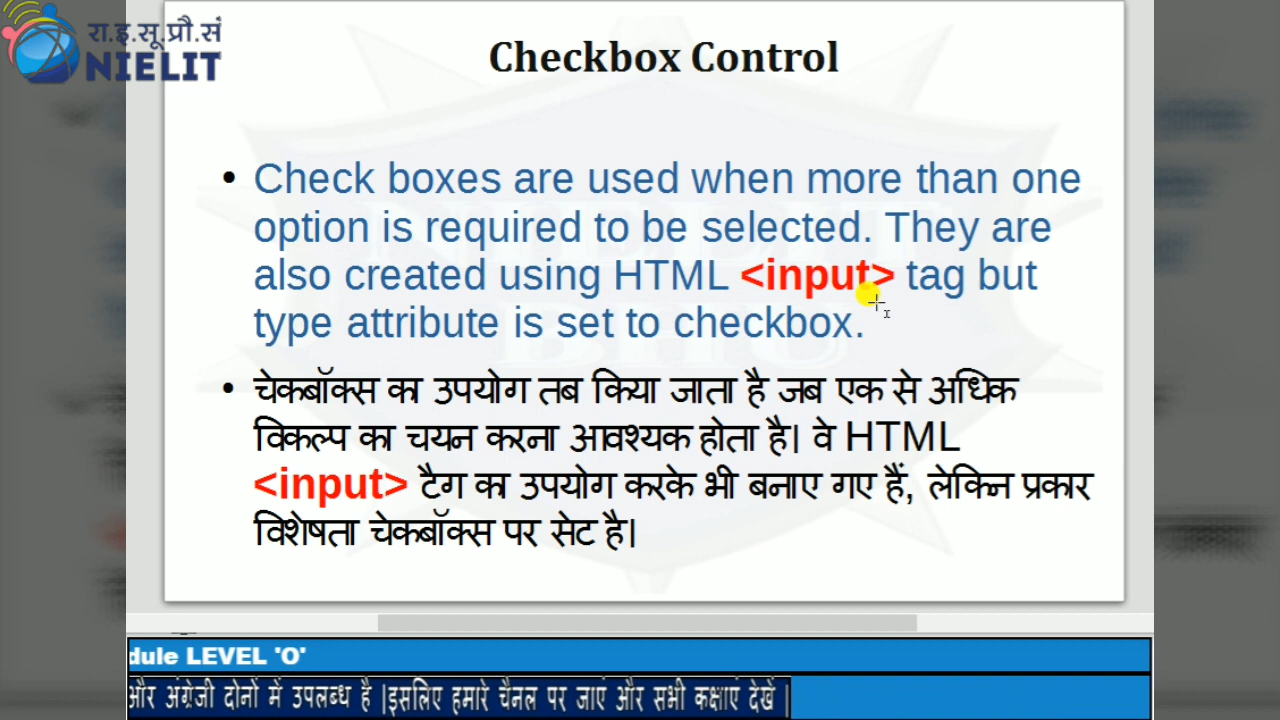 रा.इ.सू.प्रौ.सं
NIELIT
Checkbox Control
• Check boxes are used when more than one
option is required to be selected. They are
also created using HTML <input> tag but
type attribute is set to checkbox.
• चेकबॉक्स का उपयोग तब किया जाता है जब एक से अधिक
विकल्प का चयन करना आवश्यक होता है। वे HTML
<input> टैग का उपयोग करके भी बनाए गए हैं, लेकिन प्रकार
विशेषता चेकबॉक्स पर सेट है।
NIELIT
BHU
dule LEVEL 'O'
और अंग्रेजी दोनों में उपलब्ध है |इसलिए हमारे चैनल पर जाएं और सभी कक्षाएं देखें |